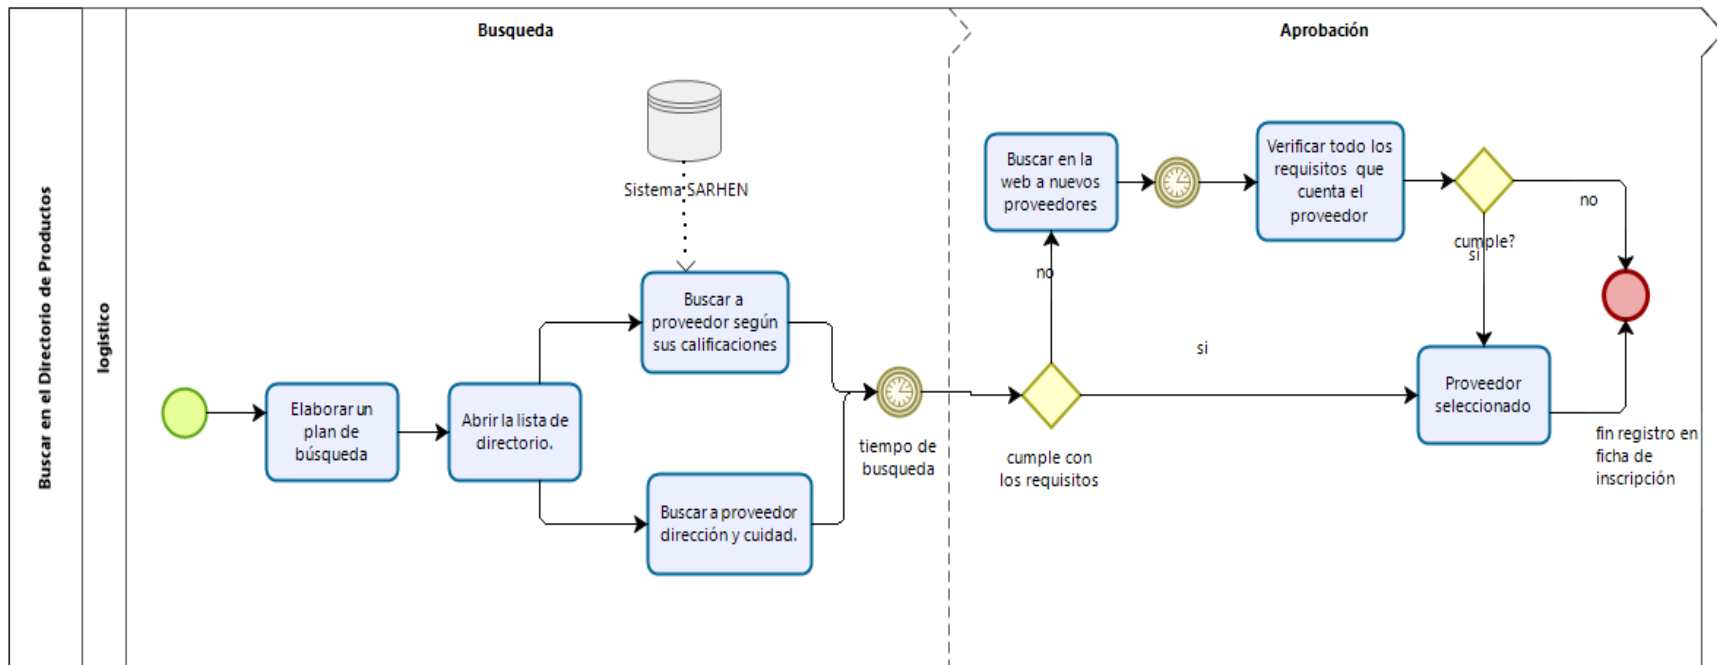 Busqueda
Aprobación
Buscar en el Directorio de Productos
logistico
Sistema SARHEN
Elaborar un
plan de
búsqueda
Abrir la lista de
directorio.
Buscar a
proveedor según
sus calificaciones
Buscar a proveedor
dirección y cuidad.
tiempo de
busqueda
cumple con
los requisitos
no
si
Buscar en la
web a nuevos
proveedores
Verificar todo los
requisitos que
cuenta el
proveedor
cumple?
si
no
Proveedor
seleccionado
fin registro en
ficha de
inscripción